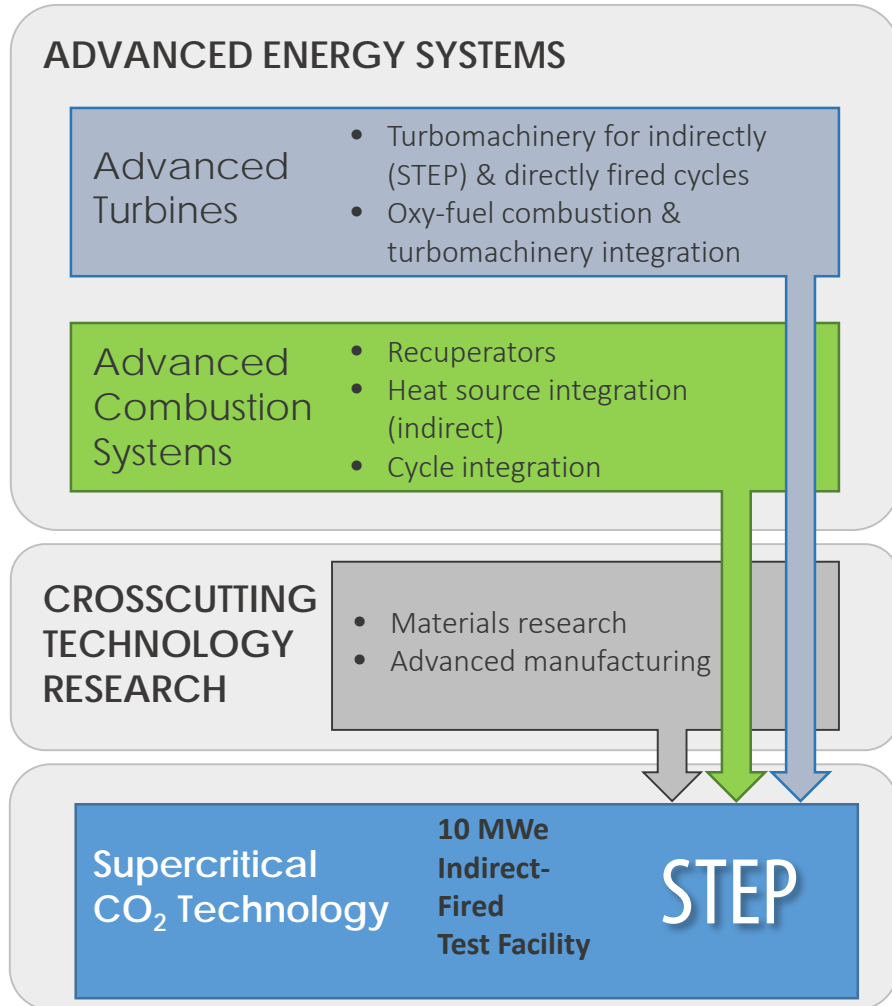 ADVANCED ENERGY SYSTEMS
Advanced
Turbines
• Turbomachinery for indirectly
(STEP) & directly fired cycles
• Oxy-fuel combustion &
turbomachinery integration
Advanced
Combustion
Systems
• Recuperators
• Heat source integration
(indirect)
• Cycle integration
CROSSCUTTING
TECHNOLOGY
RESEARCH
• Materials research
• Advanced manufacturing
Supercritical
CO₂ Technology
10 MWe
Indirect-
Fired
Test Facility
STEP